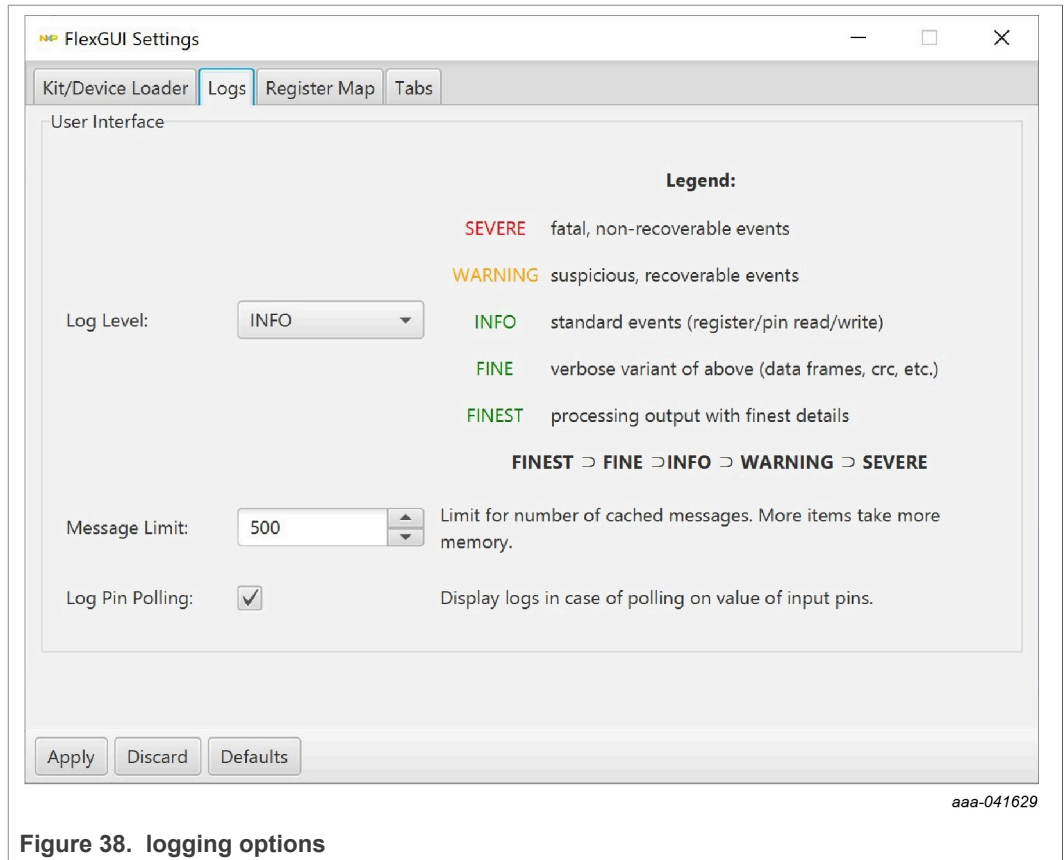 NXP FlexGUI Settings
Kit/Device Loader Logs Register Map Tabs
User Interface
Legend:
SEVERE fatal, non-recoverable events
WARNING suspicious, recoverable events
Log Level: INFO INFO standard events (register/pin read/write)
FINE verbose variant of above (data frames, crc, etc.)
FINEST processing output with finest details
FINEST ⊃ FINE ⊃INFO ⊃ WARNING ⊃ SEVERE
Message Limit: 500 Limit for number of cached messages. More items take more
memory.
Log Pin Polling: Display logs in case of polling on value of input pins.
Apply Discard Defaults
aaa-041629
Figure 38. logging options